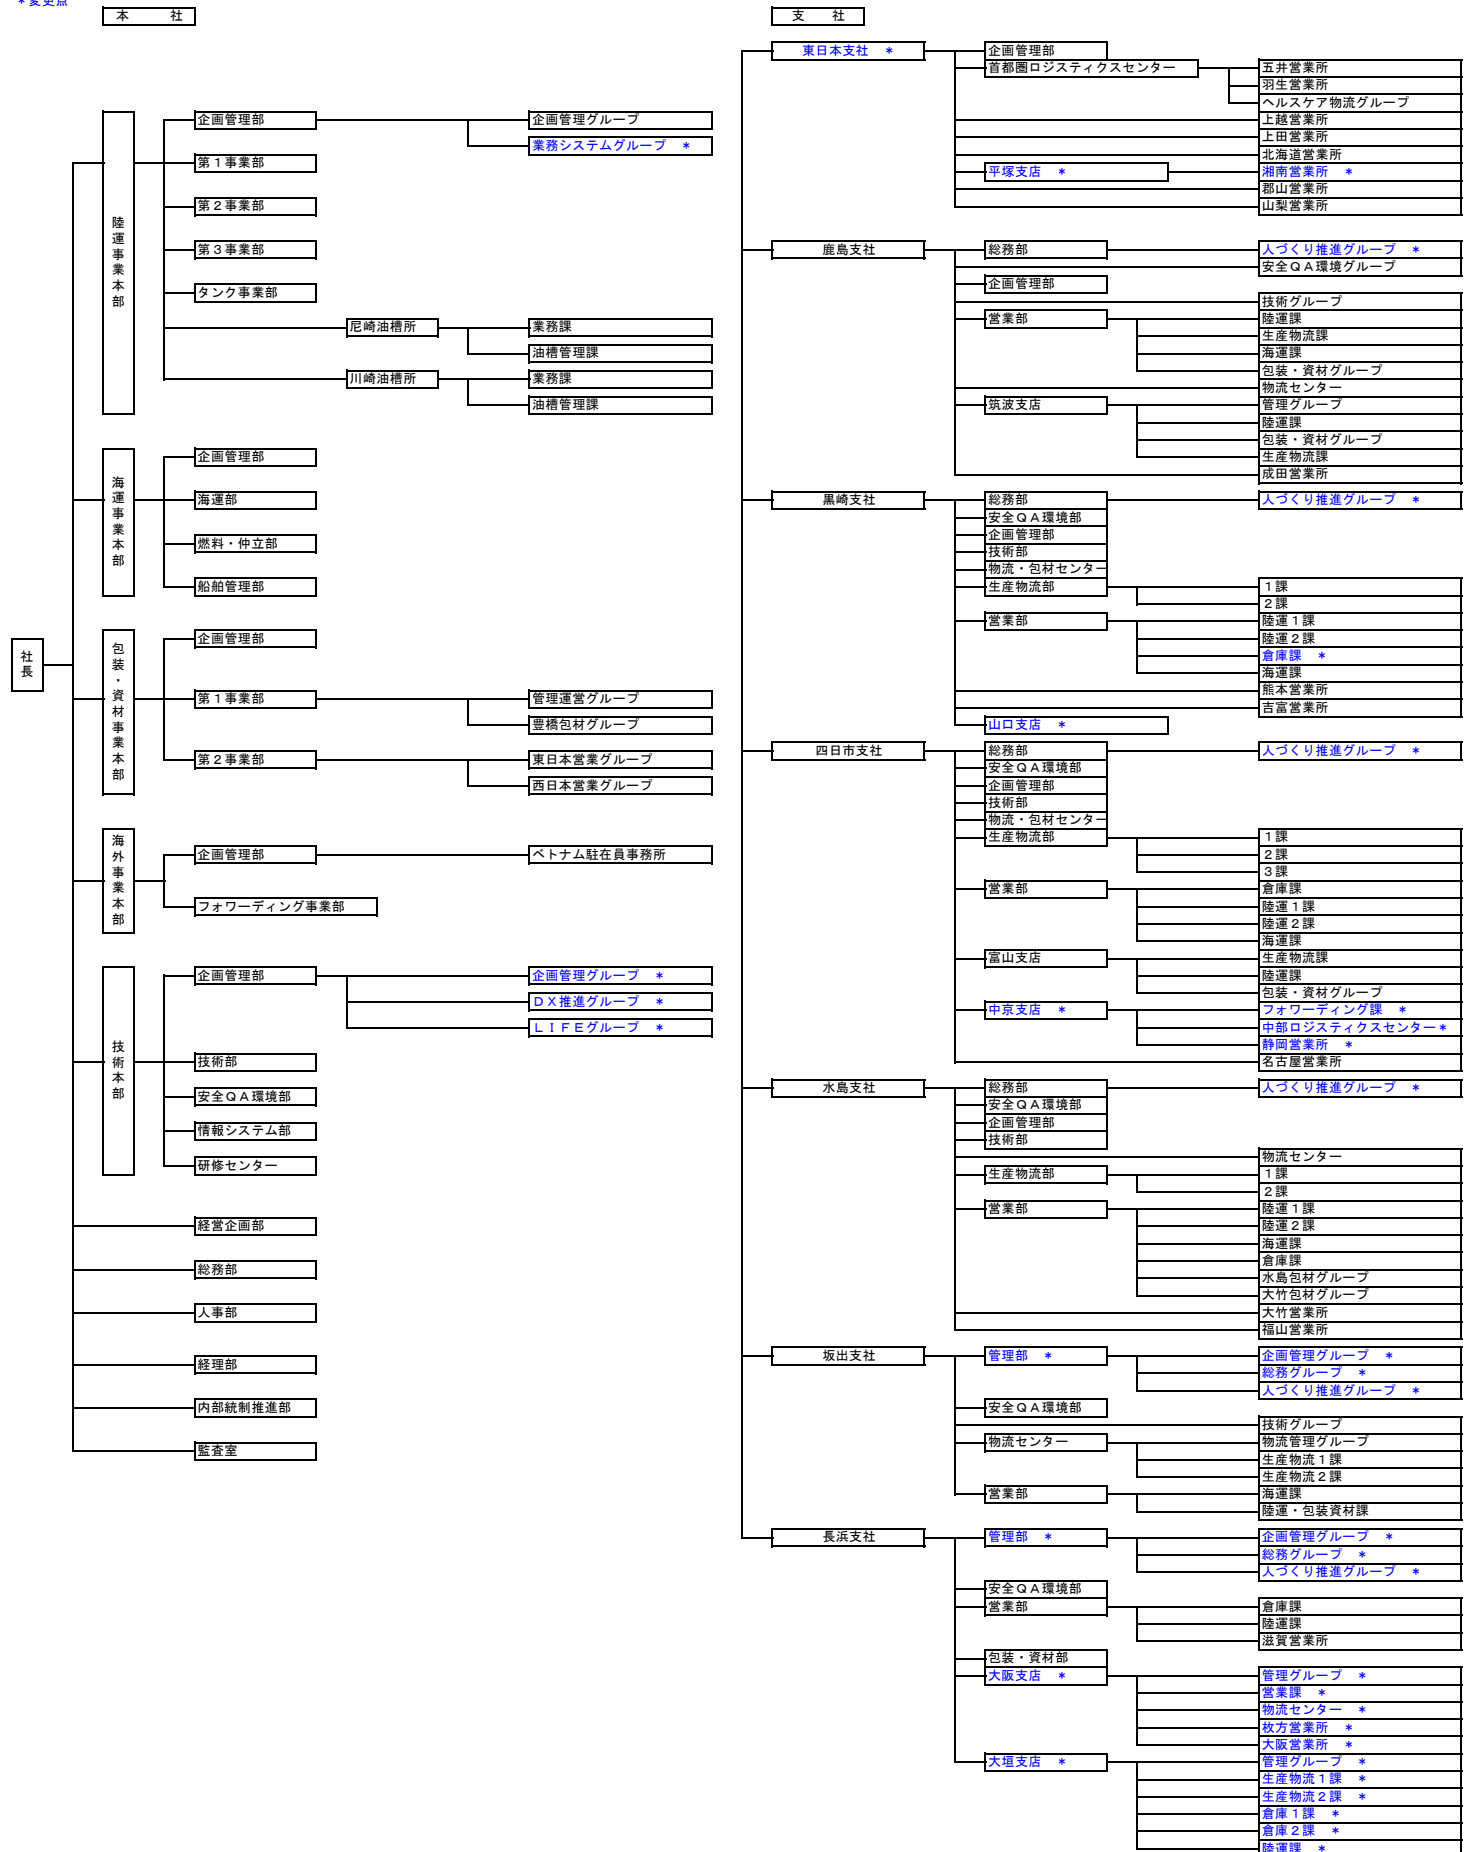 ＊変更点
本　　社
社長
陸運事業本部
企画管理部
企画管理グループ
業務システムグループ　＊
第１事業部
第２事業部
第３事業部
タンク事業部
尼崎油槽所
業務課
油槽管理課
川崎油槽所
業務課
油槽管理課
海運事業本部
企画管理部
海運部
燃料・仲立部
船舶管理部
包装・資材事業本部
企画管理部
第１事業部
管理運営グループ
豊橋包材グループ
第２事業部
東日本営業グループ
西日本営業グループ
海外事業本部
企画管理部
ベトナム駐在員事務所
フォワーディング事業部
技術本部
企画管理部
企画管理グループ　＊
ＤＸ推進グループ　＊
ＬＩＦＥグループ　＊
技術部
安全ＱＡ環境部
情報システム部
研修センター
経営企画部
総務部
人事部
経理部
内部統制推進部
監査室
支　　社
東日本支社　＊
企画管理部
首都圏ロジスティクスセンター
五井営業所
羽生営業所
ヘルスケア物流グループ
上越営業所
上田営業所
北海道営業所
平塚支店　＊
湘南営業所　＊
郡山営業所
山梨営業所
鹿島支社
総務部
人づくり推進グループ　＊
安全ＱＡ環境グループ
企画管理部
技術グループ
営業部
陸運課
生産物流課
海運課
包装・資材グループ
物流センター
筑波支店
管理グループ
陸運課
包装・資材グループ
生産物流課
成田営業所
黒崎支社
総務部
人づくり推進グループ　＊
安全ＱＡ環境部
企画管理部
技術部
物流・包材センター
生産物流部
１課
２課
営業部
陸運１課
陸運２課
倉庫課　＊
海運課
熊本営業所
吉富営業所
山口支店　＊
四日市支社
総務部
人づくり推進グループ　＊
安全ＱＡ環境部
企画管理部
技術部
物流・包材センター
生産物流部
１課
２課
３課
営業部
倉庫課
陸運１課
陸運２課
海運課
富山支店
生産物流課
陸運課
包装・資材グループ
中京支店　＊
フォワーディング課　＊
中部ロジスティクスセンター＊
静岡営業所　＊
名古屋営業所
水島支社
総務部
人づくり推進グループ　＊
安全ＱＡ環境部
企画管理部
技術部
物流センター
生産物流部
１課
２課
営業部
陸運１課
陸運２課
海運課
倉庫課
水島包材グループ
大竹包材グループ
大竹営業所
福山営業所
坂出支社
管理部　＊
企画管理グループ　＊
総務グループ　＊
人づくり推進グループ　＊
安全ＱＡ環境部
技術グループ
物流センター
物流管理グループ
生産物流１課
生産物流２課
営業部
海運課
陸運・包装資材課
長浜支社
管理部　＊
企画管理グループ　＊
総務グループ　＊
人づくり推進グループ　＊
安全ＱＡ環境部
営業部
倉庫課
陸運課
滋賀営業所
包装・資材部
大阪支店　＊
管理グループ　＊
営業課　＊
物流センター　＊
枚方営業所　＊
大阪営業所　＊
大垣支店　＊
管理グループ　＊
生産物流１課　＊
生産物流２課　＊
倉庫１課　＊
倉庫２課　＊
陸運課　＊